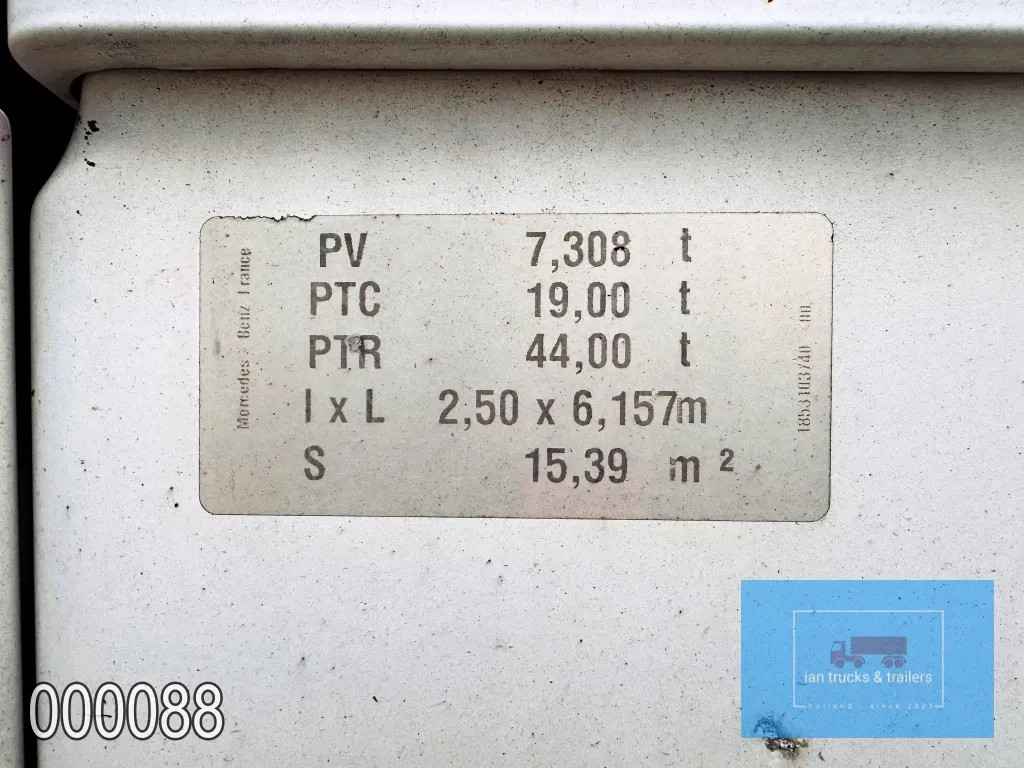 PV 7,308 t
PTC 19,00 t
PTR 44,00 t
l x L 2,50 x 6,157m
S 15,39 m²
Mercedes Benz France
000088
ian trucks & trailers